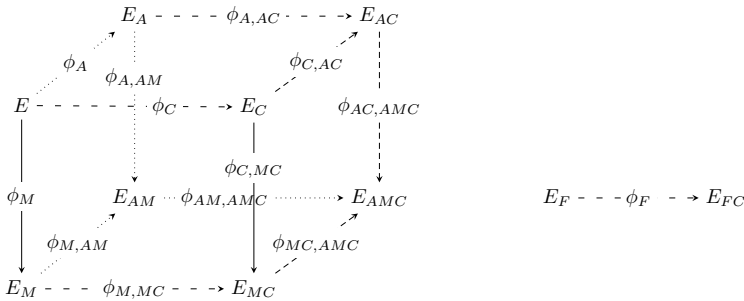 E_A ϕ_{A,AC} E_{AC}
ϕ_A ϕ_{A,AM} ϕ_{C,AC}
E ϕ_C E_C ϕ_{AC,AMC}
ϕ_M ϕ_{C,MC}
E_{AM} ϕ_{AM,AMC} E_{AMC} E_F ϕ_F E_{FC}
ϕ_{M,AM} ϕ_{MC,AMC}
E_M ϕ_{M,MC} E_{MC}